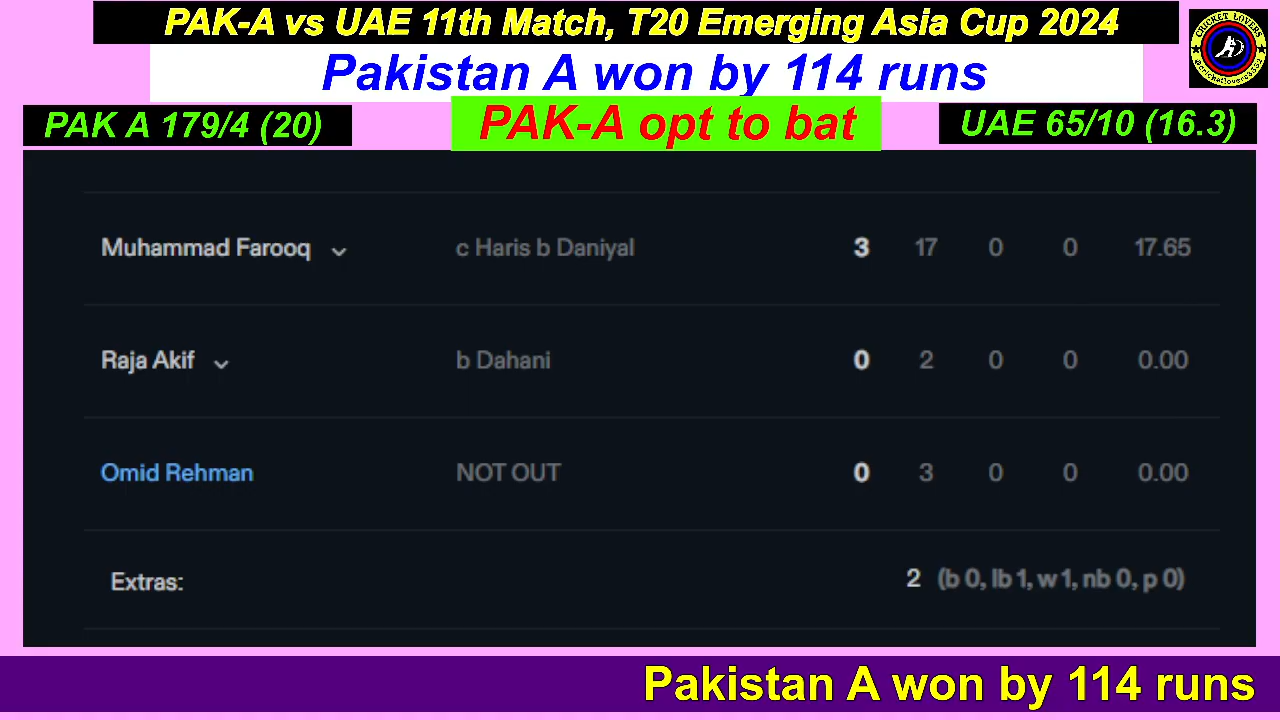 PAK-A vs UAE 11th Match, T20 Emerging Asia Cup 2024
CRICKET LOVERS
Pakistan A won by 114 runs
PAK A 179/4 (20)
PAK-A opt to bat
UAE 65/10 (16.3)
Muhammad Farooq c Haris b Daniyal 3 17 0 0 17.65
Raja Akif b Dahani 0 2 0 0 0.00
Omid Rehman NOT OUT 0 3 0 0 0.00
Extras: 2 (b 0, lb 1, w 1, nb 0, p 0)
Pakistan A won by 114 runs